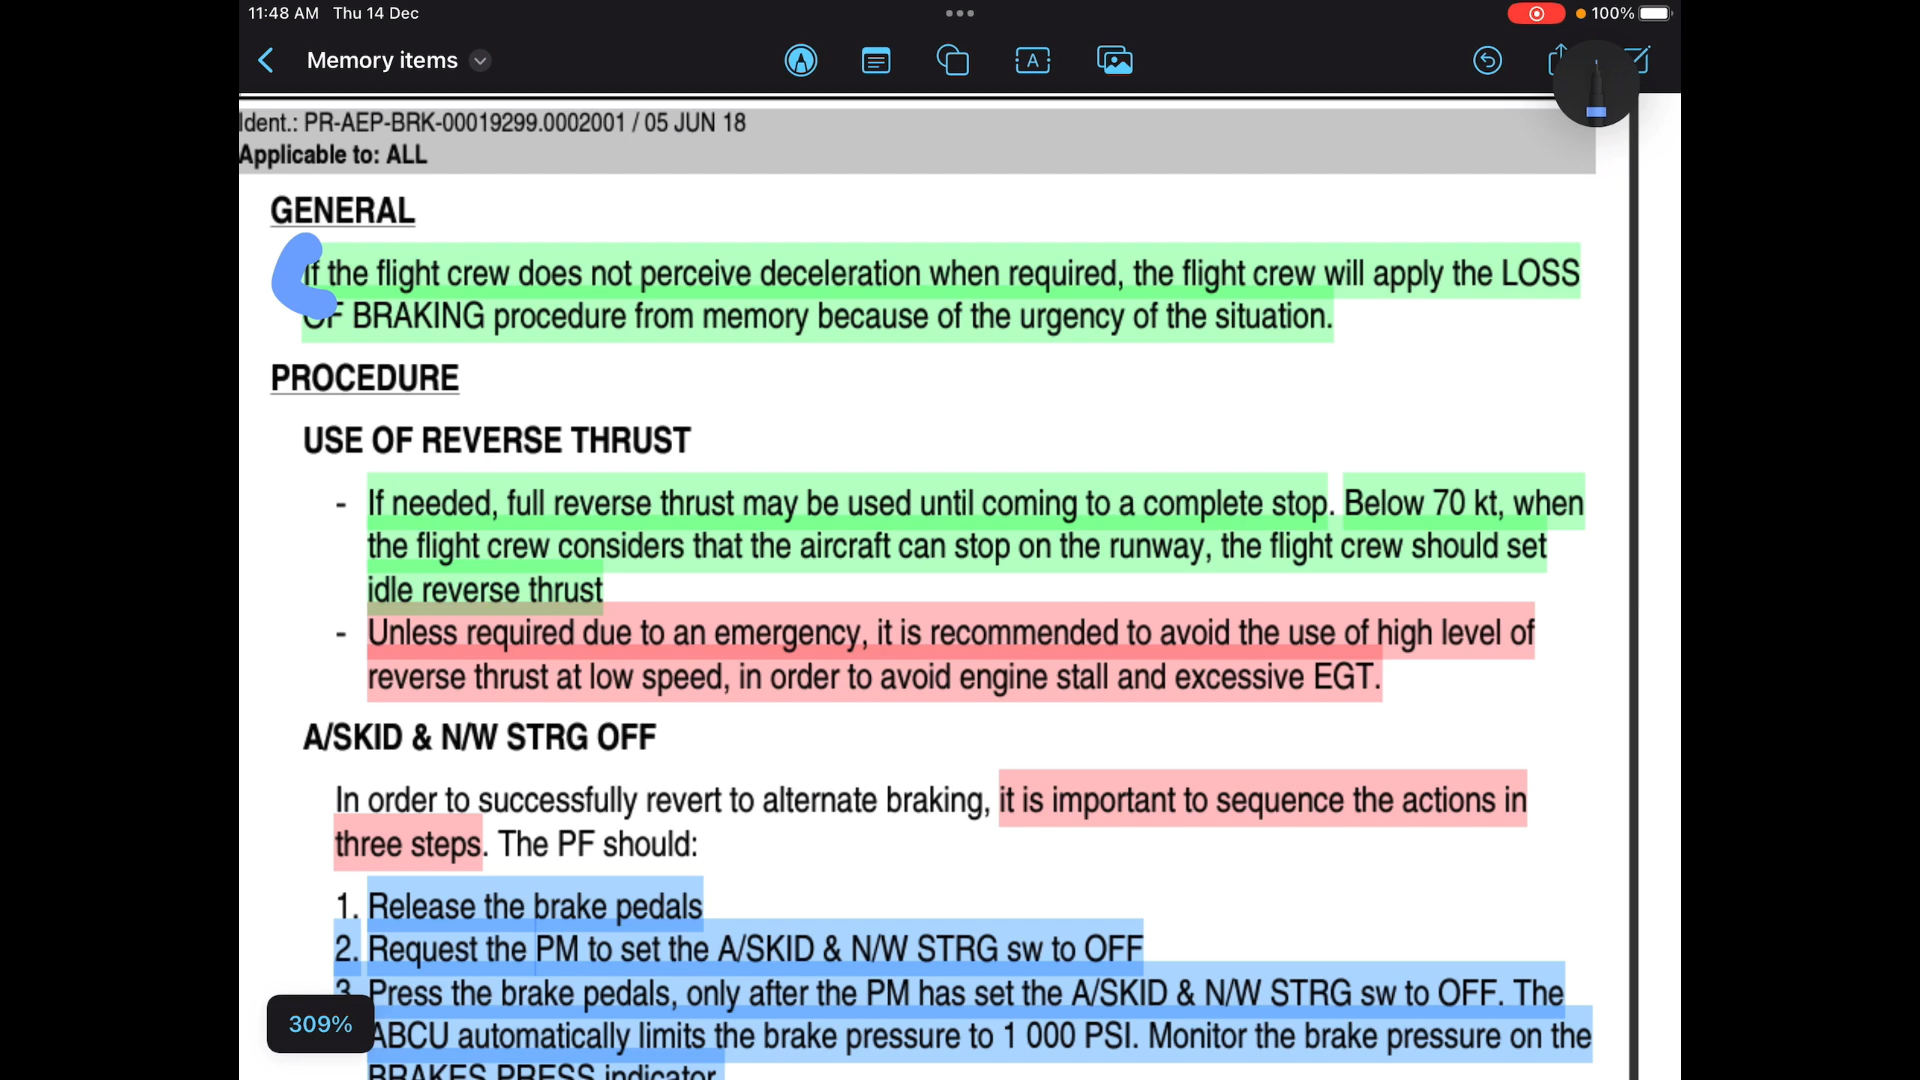 11:48 AM Thu 14 Dec
100%
Memory items
A
Ident.: PR-AEP-BRK-00019299.0002001 / 05 JUN 18
Applicable to: ALL
GENERAL
If the flight crew does not perceive deceleration when required, the flight crew will apply the LOSS
OF BRAKING procedure from memory because of the urgency of the situation.
PROCEDURE
USE OF REVERSE THRUST
- If needed, full reverse thrust may be used until coming to a complete stop. Below 70 kt, when
the flight crew considers that the aircraft can stop on the runway, the flight crew should set
idle reverse thrust
- Unless required due to an emergency, it is recommended to avoid the use of high level of
reverse thrust at low speed, in order to avoid engine stall and excessive EGT.
A/SKID & N/W STRG OFF
In order to successfully revert to alternate braking, it is important to sequence the actions in
three steps. The PF should:
1. Release the brake pedals
2. Request the PM to set the A/SKID & N/W STRG sw to OFF
3. Press the brake pedals, only after the PM has set the A/SKID & N/W STRG sw to OFF. The
ABCU automatically limits the brake pressure to 1 000 PSI. Monitor the brake pressure on the
BRAKES PRESS indicator.
309%